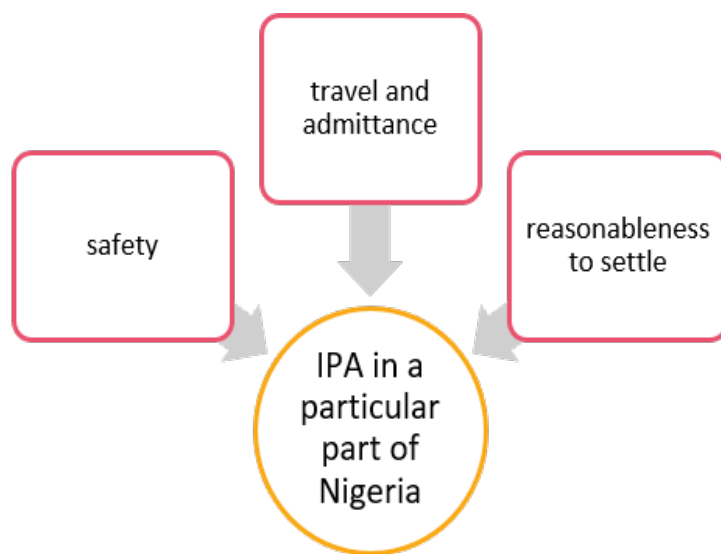 travel and
admittance
safety
reasonableness
to settle
IPA in a
particular
part of
Nigeria